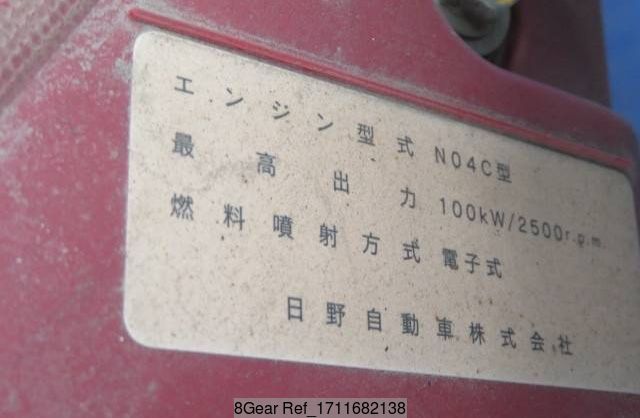 エンジン型式 N04C型
最高出力 100kW/2500r.p.m.
燃料噴射方式 電子式
日野自動車株式会社
8Gear Ref_1711682138